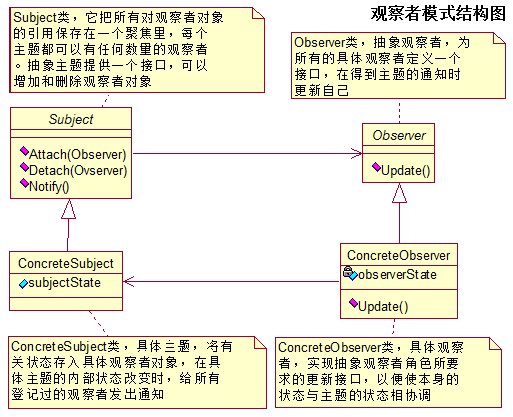 观察者模式结构图
Subject类，它把所有对观察者对象
的引用保存在一个聚集里，每个
主题都可以有任何数量的观察者
。抽象主题提供一个接口，可以
增加和删除观察者对象
Observer类，抽象观察者，为
所有的具体观察者定义一个
接口，在得到主题的通知时
更新自己
Subject
Attach(Observer)
Detach(Ovserver)
Notify()
Observer
Update()
ConcreteSubject
subjectState
ConcreteObserver
observerState
Update()
ConcreteSubject类，具体主题，将有
关状态存入具体观察者对象，在具
体主题的内部状态改变时，给所有
登记过的观察者发出通知
ConcreteObserver类，具体观察
者，实现抽象观察者角色所要
求的更新接口，以便使本身的
状态与主题的状态相协调